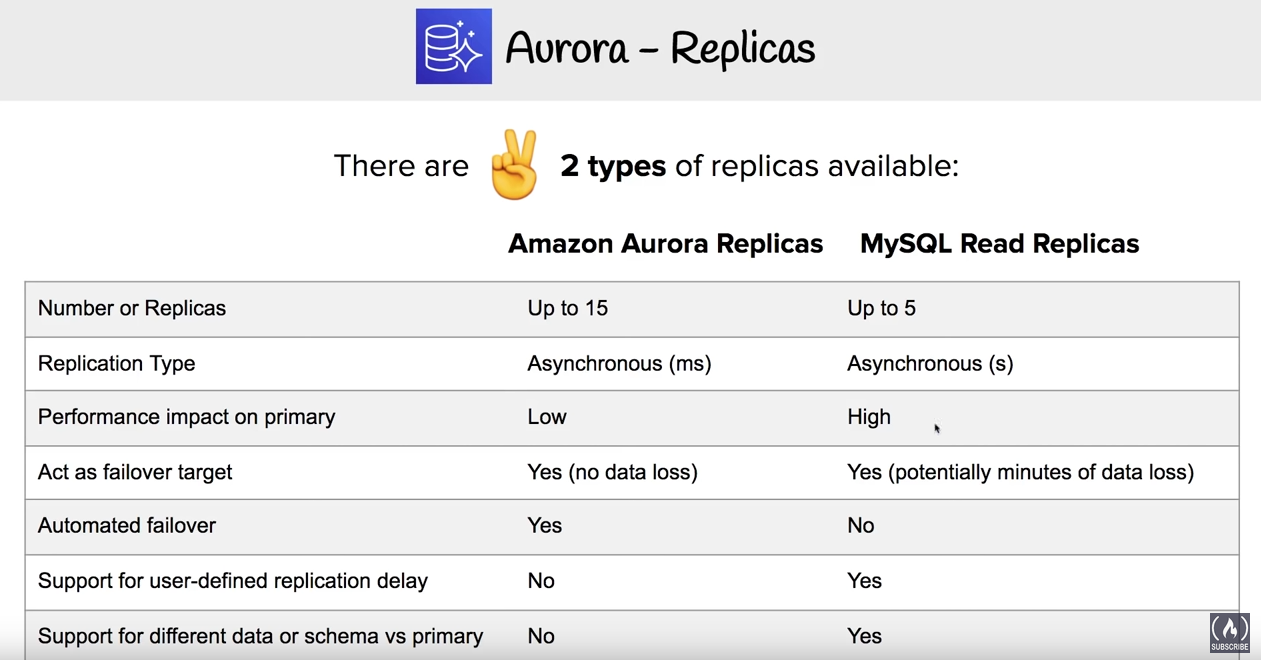 Aurora – Replicas
There are ✌️ 2 types of replicas available:
Amazon Aurora Replicas MySQL Read Replicas
Number or Replicas Up to 15 Up to 5
Replication Type Asynchronous (ms) Asynchronous (s)
Performance impact on primary Low High
Act as failover target Yes (no data loss) Yes (potentially minutes of data loss)
Automated failover Yes No
Support for user-defined replication delay No Yes
Support for different data or schema vs primary No Yes
SUBSCRIBE